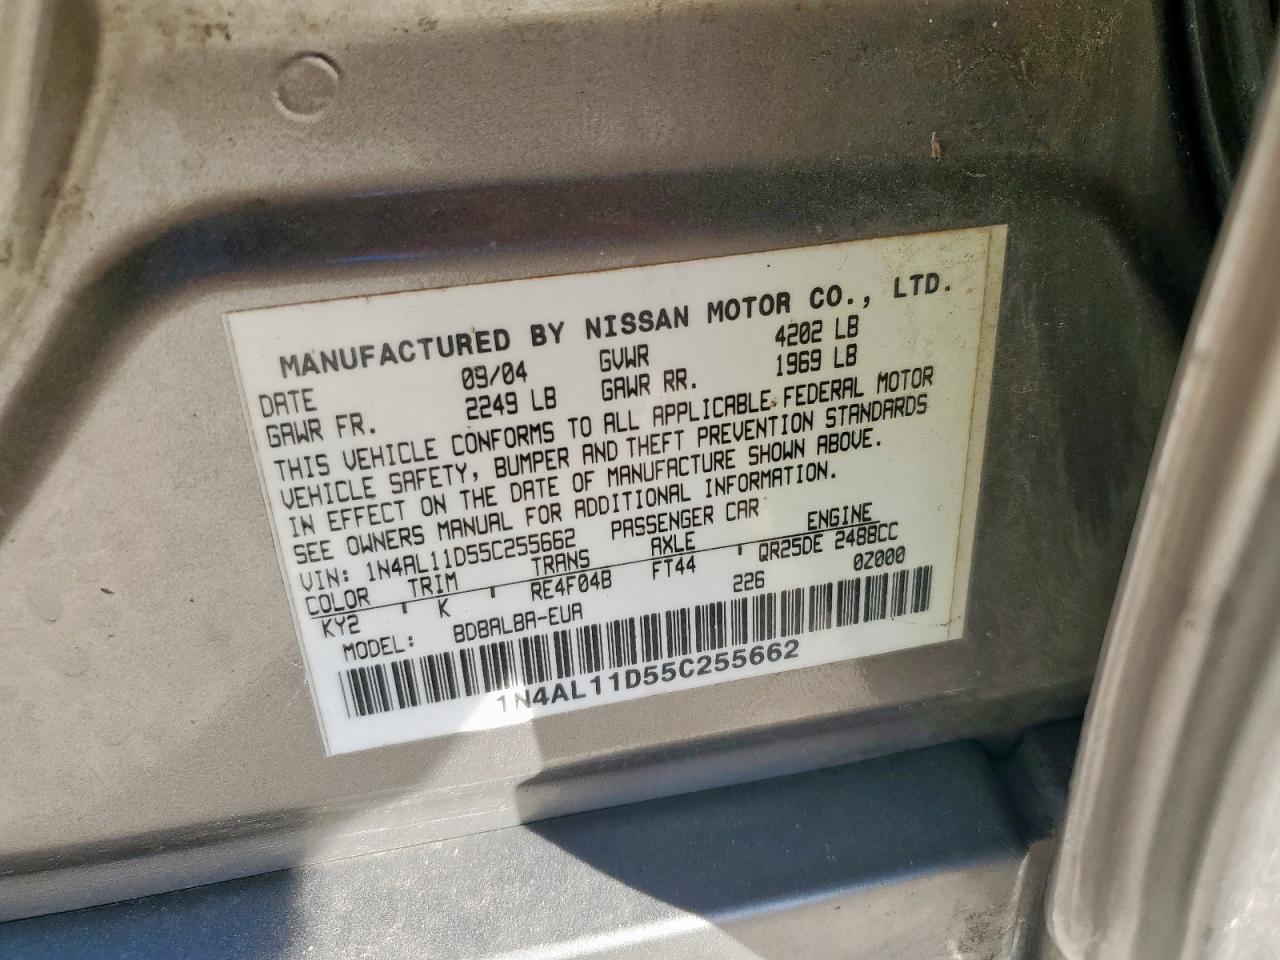 MANUFACTURED BY NISSAN MOTOR CO., LTD.
DATE 09/04 GVWR 4202 LB
GAWR FR. 2249 LB GAWR RR. 1969 LB
THIS VEHICLE CONFORMS TO ALL APPLICABLE FEDERAL MOTOR
VEHICLE SAFETY, BUMPER AND THEFT PREVENTION STANDARDS
IN EFFECT ON THE DATE OF MANUFACTURE SHOWN ABOVE.
SEE OWNERS MANUAL FOR ADDITIONAL INFORMATION.
VIN: 1N4AL11D55C255662 PASSENGER CAR
COLOR TRIM TRANS AXLE ENGINE
KY2 K RE4F04B FT44 QR25DE 2488CC
MODEL: BDBALBA-EUA 226 0Z000
1N4AL11D55C255662